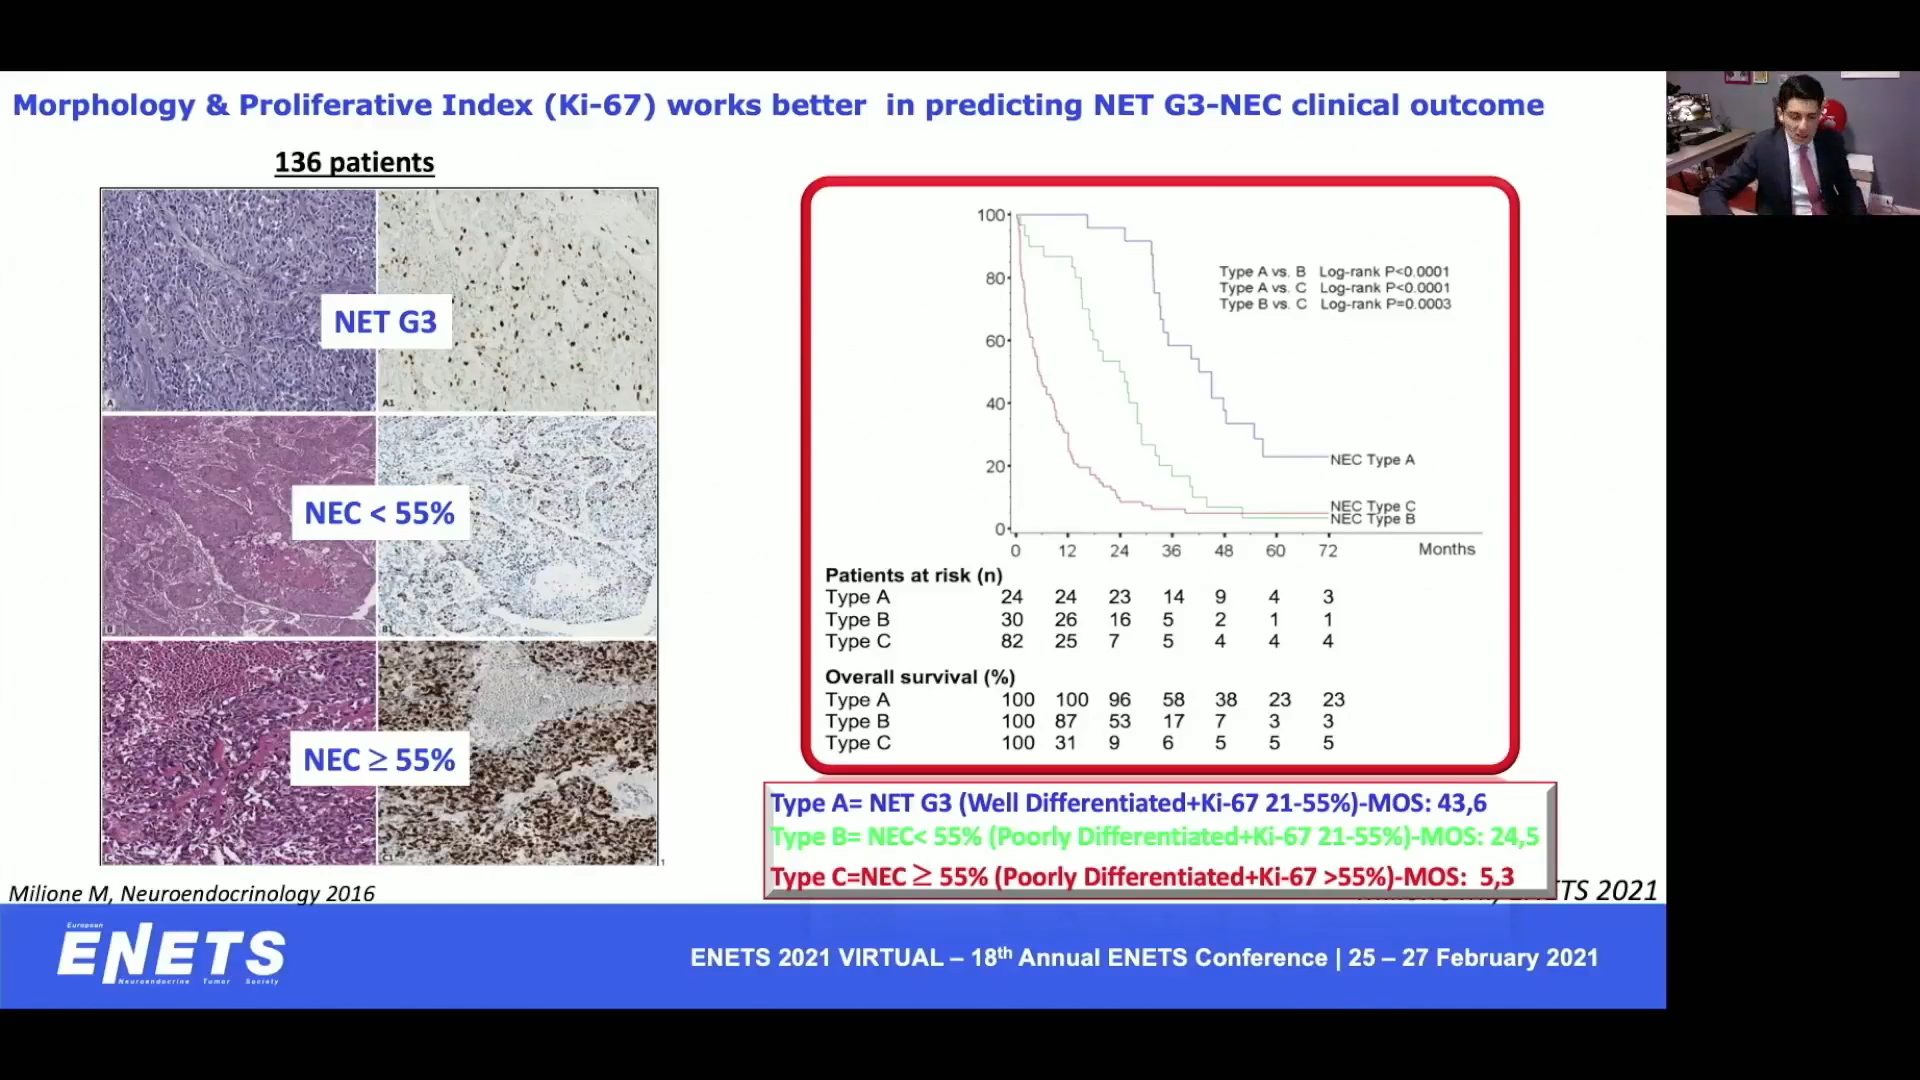 Morphology & Proliferative Index (Ki-67) works better in predicting NET G3-NEC clinical outcome
136 patients
NET G3
A
A1
NEC < 55%
NEC ≥ 55%
1
100
80
60
40
20
0
Type A vs. B Log-rank P<0.0001
Type A vs. C Log-rank P<0.0001
Type B vs. C Log-rank P=0.0003
NEC Type A
NEC Type C
NEC Type B
0 12 24 36 48 60 72 Months
Patients at risk (n)
Type A 24 24 23 14 9 4 3
Type B 30 26 16 5 2 1 1
Type C 82 25 7 5 4 4 4
Overall survival (%)
Type A 100 100 96 58 38 23 23
Type B 100 87 53 17 7 3 3
Type C 100 31 9 6 5 5 5
Type A= NET G3 (Well Differentiated+Ki-67 21-55%)-MOS: 43,6
Type B= NEC< 55% (Poorly Differentiated+Ki-67 21-55%)-MOS: 24,5
Type C=NEC ≥ 55% (Poorly Differentiated+Ki-67 >55%)-MOS: 5,3
Milione M, Neuroendocrinology 2016
2021
European
ENETS
Neuroendocrine Tumor Society
ENETS 2021 VIRTUAL – 18th Annual ENETS Conference | 25 – 27 February 2021